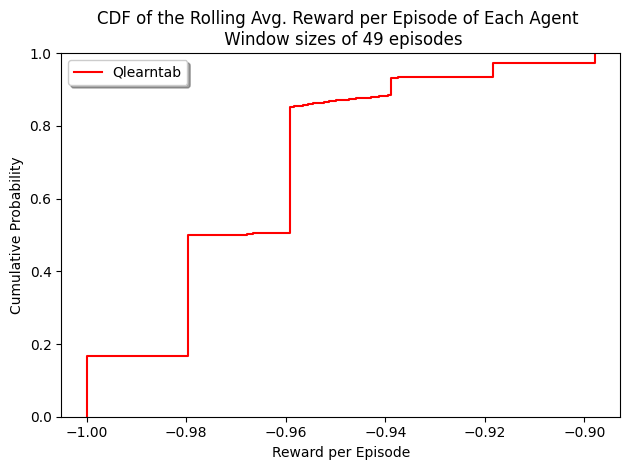 CDF of the Rolling Avg. Reward per Episode of Each Agent
Window sizes of 49 episodes
Qlearntab
Cumulative Probability
1.0
0.8
0.6
0.4
0.2
0.0
−1.00 −0.98 −0.96 −0.94 −0.92 −0.90
Reward per Episode